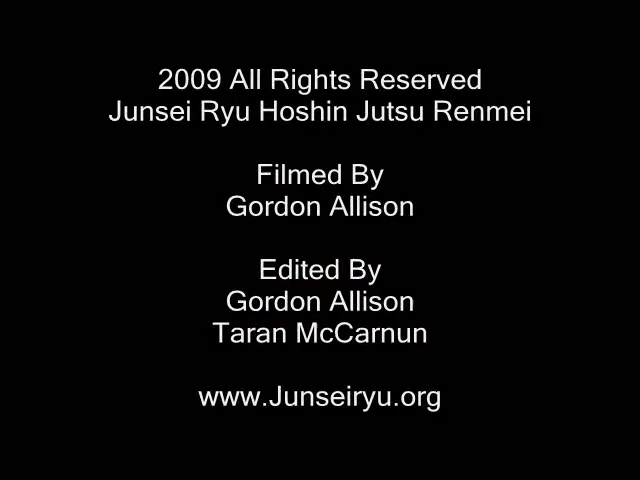 2009 All Rights Reserved
Junsei Ryu Hoshin Jutsu Renmei
Filmed By
Gordon Allison
Edited By
Gordon Allison
Taran McCarnun
www.Junseiryu.org